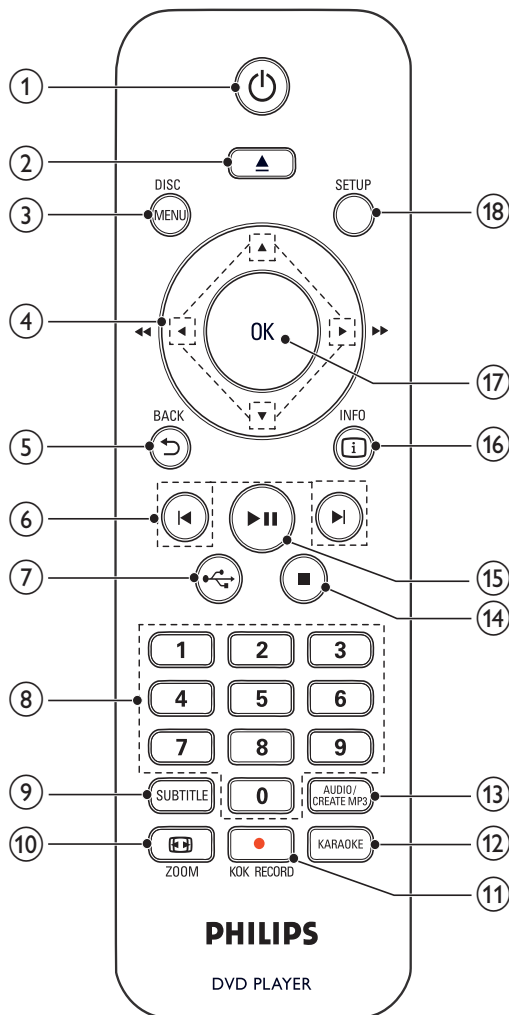 1
2
DISC
SETUP
3
MENU
18
4
OK
17
BACK
INFO
5
16
6
7
15
14
1 2 3
8
4 5 6
7 8 9
9
SUBTITLE
0
AUDIO/
CREATE MP3
13
10
KARAOKE
12
ZOOM
KOK RECORD
11
PHILIPS
DVD PLAYER